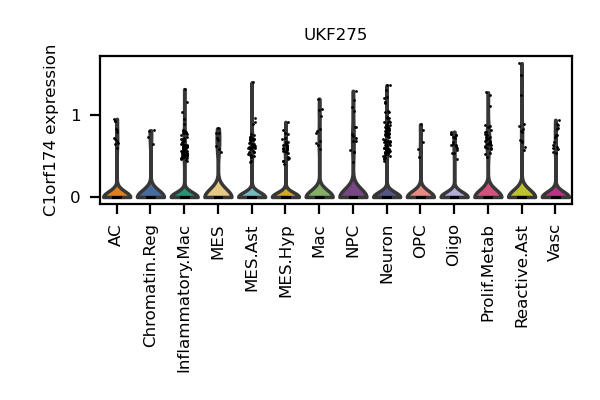 UKF275
C1orf174 expression
1
0
AC
Chromatin.Reg
Inflammatory.Mac
MES
MES.Ast
MES.Hyp
Mac
NPC
Neuron
OPC
Oligo
Prolif.Metab
Reactive.Ast
Vasc